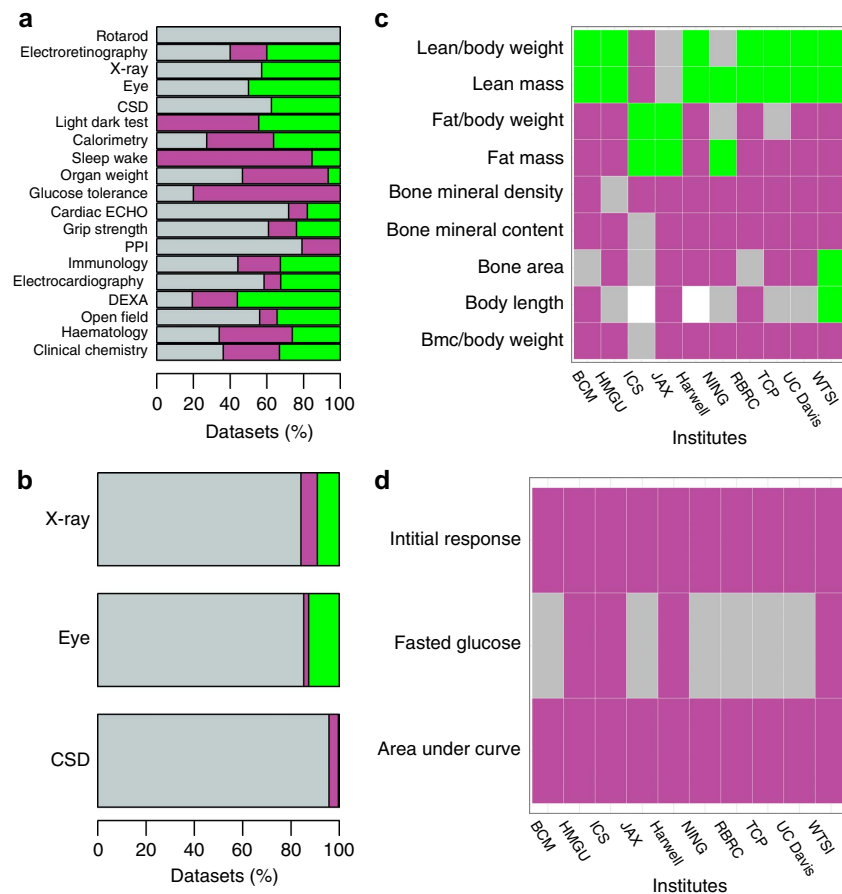 a
Rotarod
Electroretinography
X-ray
Eye
CSD
Light dark test
Calorimetry
Sleep wake
Organ weight
Glucose tolerance
Cardiac ECHO
Grip strength
PPI
Immunology
Electrocardiography
DEXA
Open field
Haematology
Clinical chemistry
0 20 40 60 80 100
Datasets (%)
b
X-ray
Eye
CSD
0 20 40 60 80 100
Datasets (%)
c
Lean/body weight
Lean mass
Fat/body weight
Fat mass
Bone mineral density
Bone mineral content
Bone area
Body length
Bmc/body weight
BCM HMGU ICS JAX Harwell NING RBRC TCP UC Davis WTSI
Institutes
d
Intitial response
Fasted glucose
Area under curve
BCM HMGU ICS JAX Harwell NING RBRC TCP UC Davis WTSI
Institutes